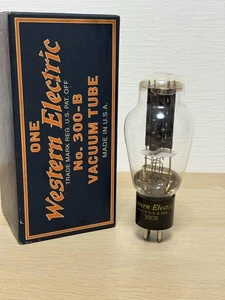 ONE
Western Electric
TRADE MARK REG. U.S. PAT. OFF
No. 300-B
VACUUM TUBE
MADE IN U.S.A.
Western Electric
300B